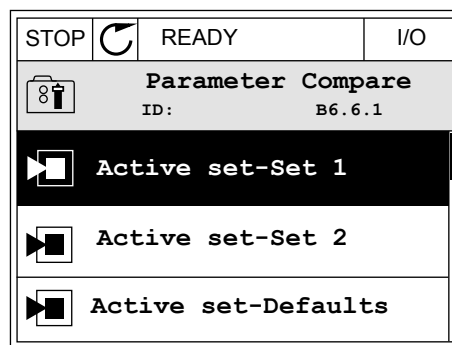 STOP READY I/O
Parameter Compare
ID: B6.6.1
Active set-Set 1
Active set-Set 2
Active set-Defaults